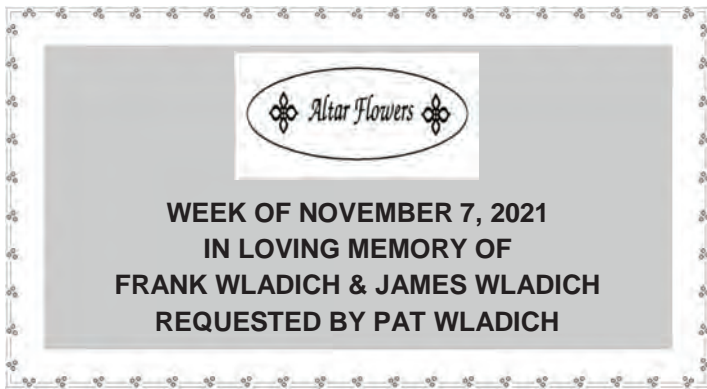 Altar Flowers
WEEK OF NOVEMBER 7, 2021
IN LOVING MEMORY OF
FRANK WLADICH & JAMES WLADICH
REQUESTED BY PAT WLADICH